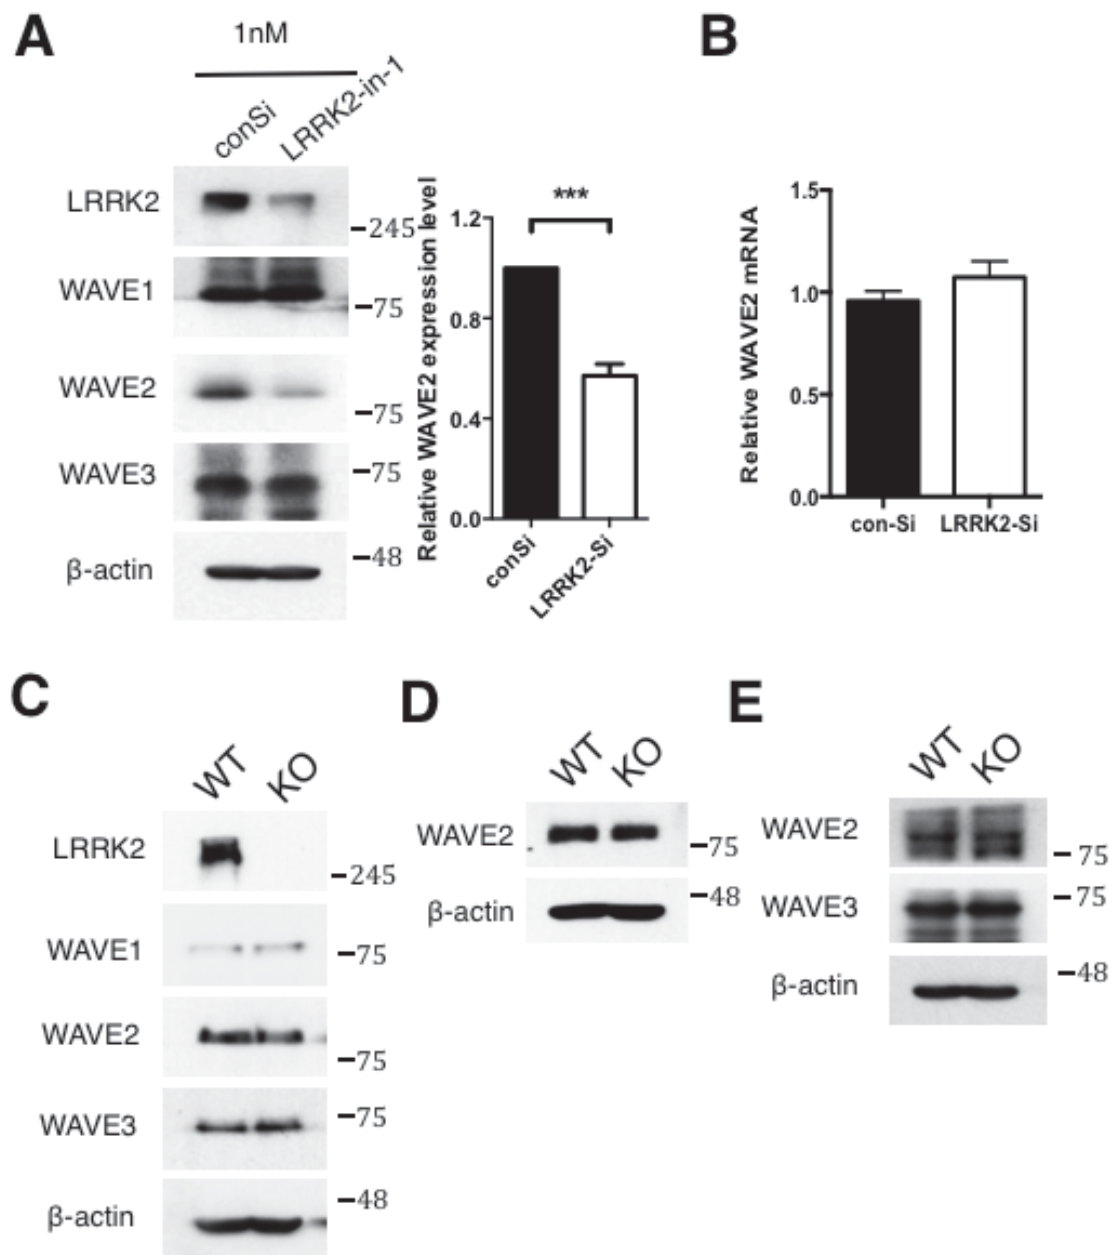 A
1nM
conSi
LRRK2-in-1
LRRK2
-245
WAVE1
-75
WAVE2
-75
WAVE3
-75
β-actin
-48
Relative WAVE2 expression level
1.2
0.8
0.4
0.0
***
conSi
LRRK2-Si
B
Relative WAVE2 mRNA
1.5
1.0
0.5
0.0
con-Si
LRRK2-Si
C
WT
KO
LRRK2
-245
WAVE1
-75
WAVE2
-75
WAVE3
-75
β-actin
-48
D
WT
KO
WAVE2
-75
β-actin
-48
E
WT
KO
WAVE2
-75
WAVE3
-75
β-actin
-48